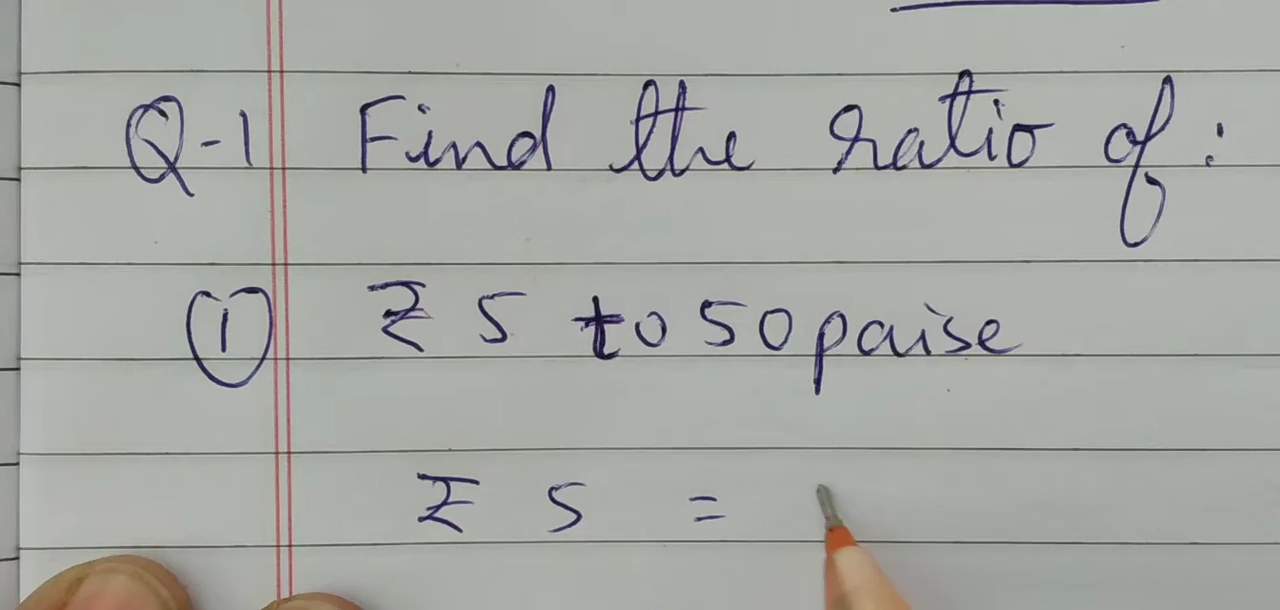 Q-1 Find the ratio of :
① ₹ 5 to 50 paise
₹ 5 =